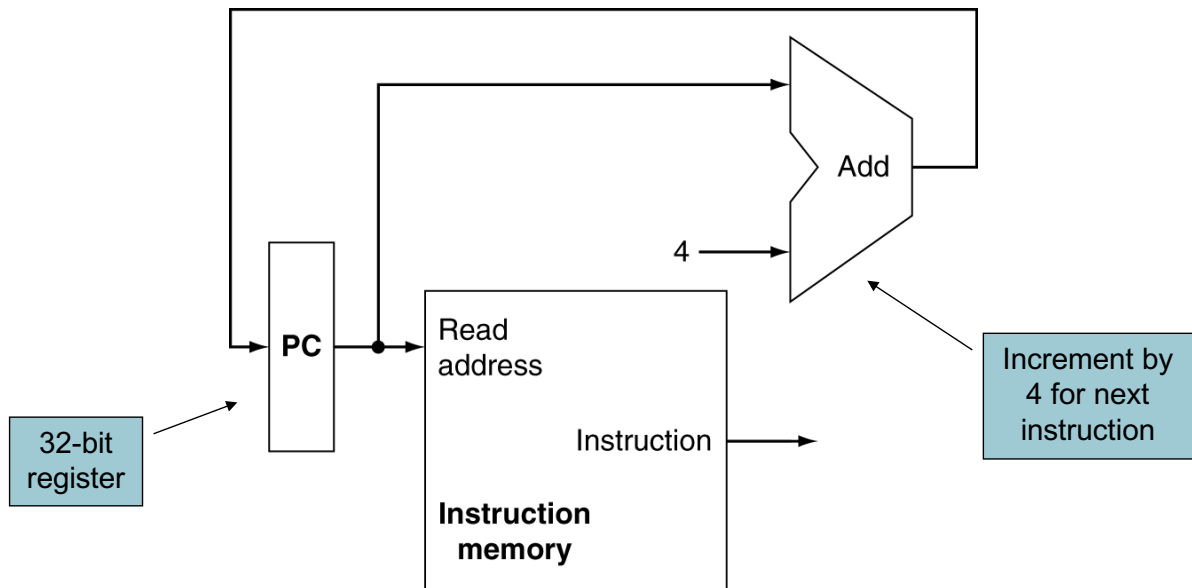 Add
4
PC
Read
address
Instruction
Instruction
memory
32-bit
register
Increment by
4 for next
instruction